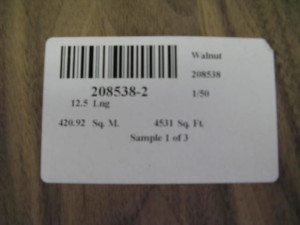 Walnut
208538
208538-2
1/50
12.5 Lng
420.92 Sq. M. 4531 Sq. Ft.
Sample 1 of 3